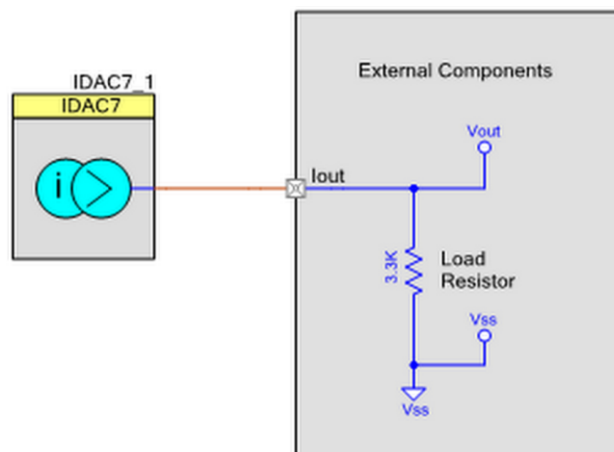 IDAC7_1
IDAC7
i
External Components
Iout
Vout
3.3K
Load
Resistor
Vss
Vss